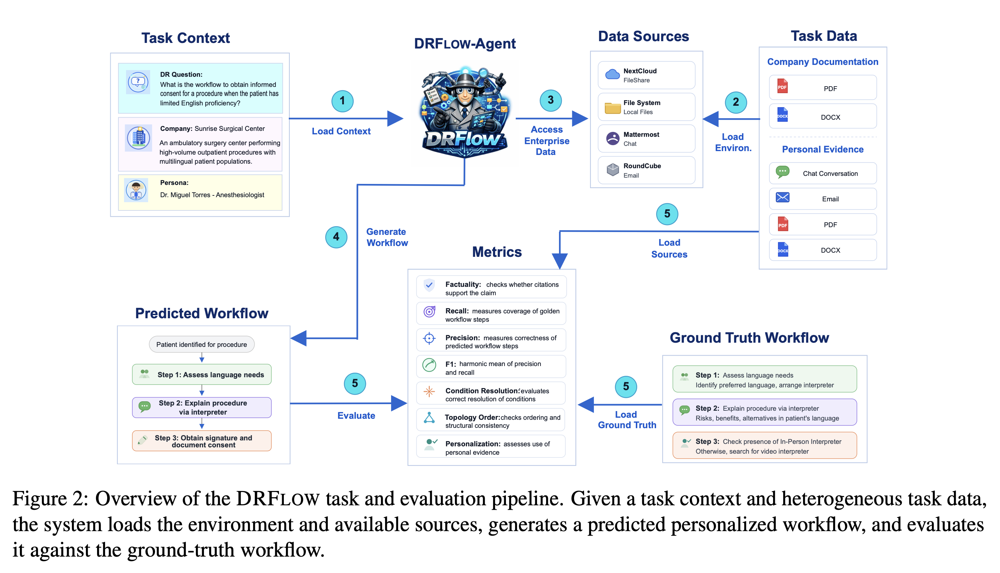 Task Context
DR Question:
What is the workflow to obtain informed
consent for a procedure when the patient has
limited English proficiency?
Company: Sunrise Surgical Center
An ambulatory surgery center performing
high-volume outpatient procedures with
multilingual patient populations.
Persona:
Dr. Miguel Torres - Anesthesiologist
1
Load Context
DRFLOW-Agent
DRFlow
3
Access
Enterprise
Data
Data Sources
NextCloud
FileShare
File System
Local Files
Mattermost
Chat
RoundCube
Email
2
Load
Environ.
Task Data
Company Documentation
PDF
PDF
DOCX
DOCX
Personal Evidence
Chat Conversation
Email
PDF
PDF
DOCX
DOCX
4
Generate
Workflow
5
Load
Sources
Predicted Workflow
Patient identified for procedure
Step 1: Assess language needs
Step 2: Explain procedure
via interpreter
Step 3: Obtain signature and
document consent
5
Evaluate
Metrics
Factuality: checks whether citations
support the claim
Recall: measures coverage of golden
workflow steps
Precision: measures correctness of
predicted workflow steps
F1: harmonic mean of precision
and recall
Condition Resolution: evaluates
correct resolution of conditions
Topology Order:checks ordering and
structural consistency
Personalization: assesses use of
personal evidence
5
Load
Ground Truth
Ground Truth Workflow
Step 1: Assess language needs
Identify preferred language, arrange interpreter
Step 2: Explain procedure via interpreter
Risks, benefits, alternatives in patient's language
Step 3: Check presence of In-Person Interpreter
Otherwise, search for video interpreter
Figure 2: Overview of the DRFLOW task and evaluation pipeline. Given a task context and heterogeneous task data,
the system loads the environment and available sources, generates a predicted personalized workflow, and evaluates
it against the ground-truth workflow.